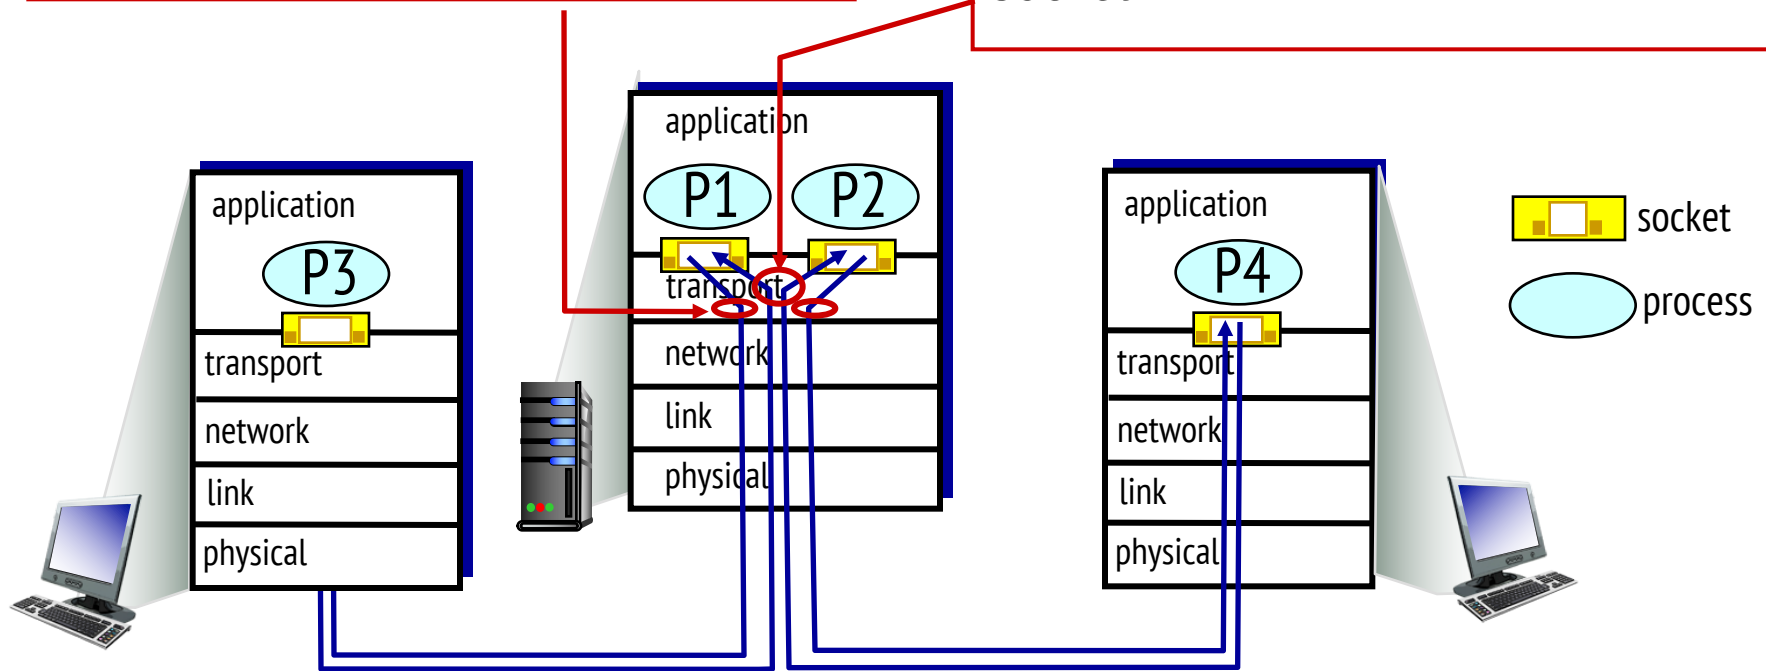 application
P1
P2
transport
network
link
physical
application
P3
transport
network
link
physical
application
P4
transport
network
link
physical
socket
process